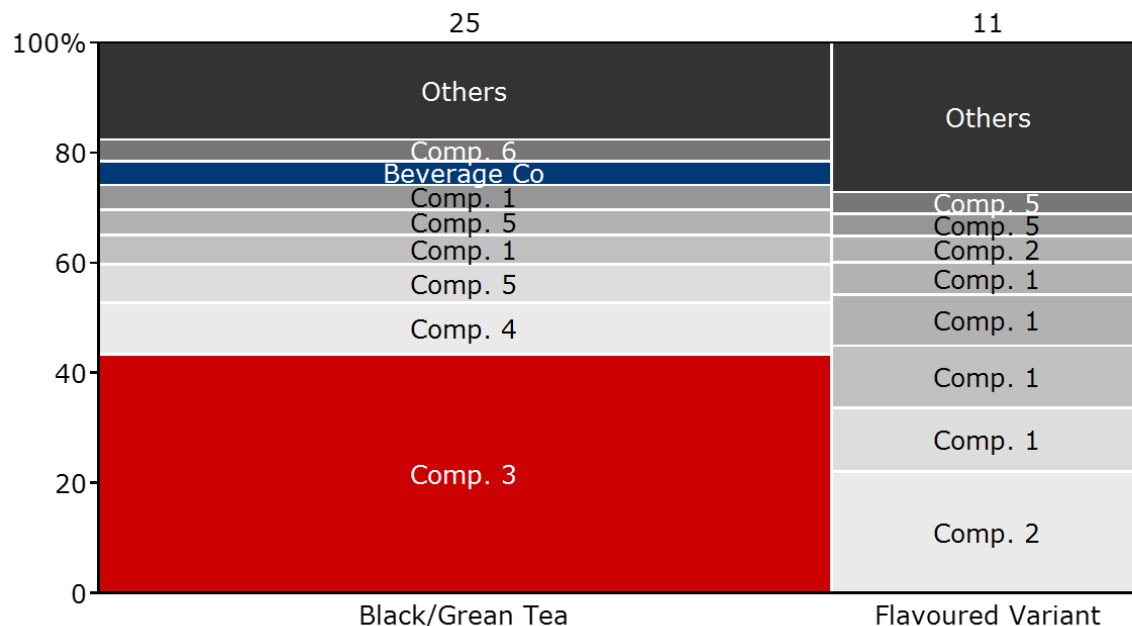 25 11
100%
80
60
40
20
0
Others
Comp. 6
Beverage Co
Comp. 1
Comp. 5
Comp. 1
Comp. 5
Comp. 4
Comp. 3
Others
Comp. 5
Comp. 5
Comp. 2
Comp. 1
Comp. 1
Comp. 1
Comp. 1
Comp. 2
Black/Grean Tea Flavoured Variant